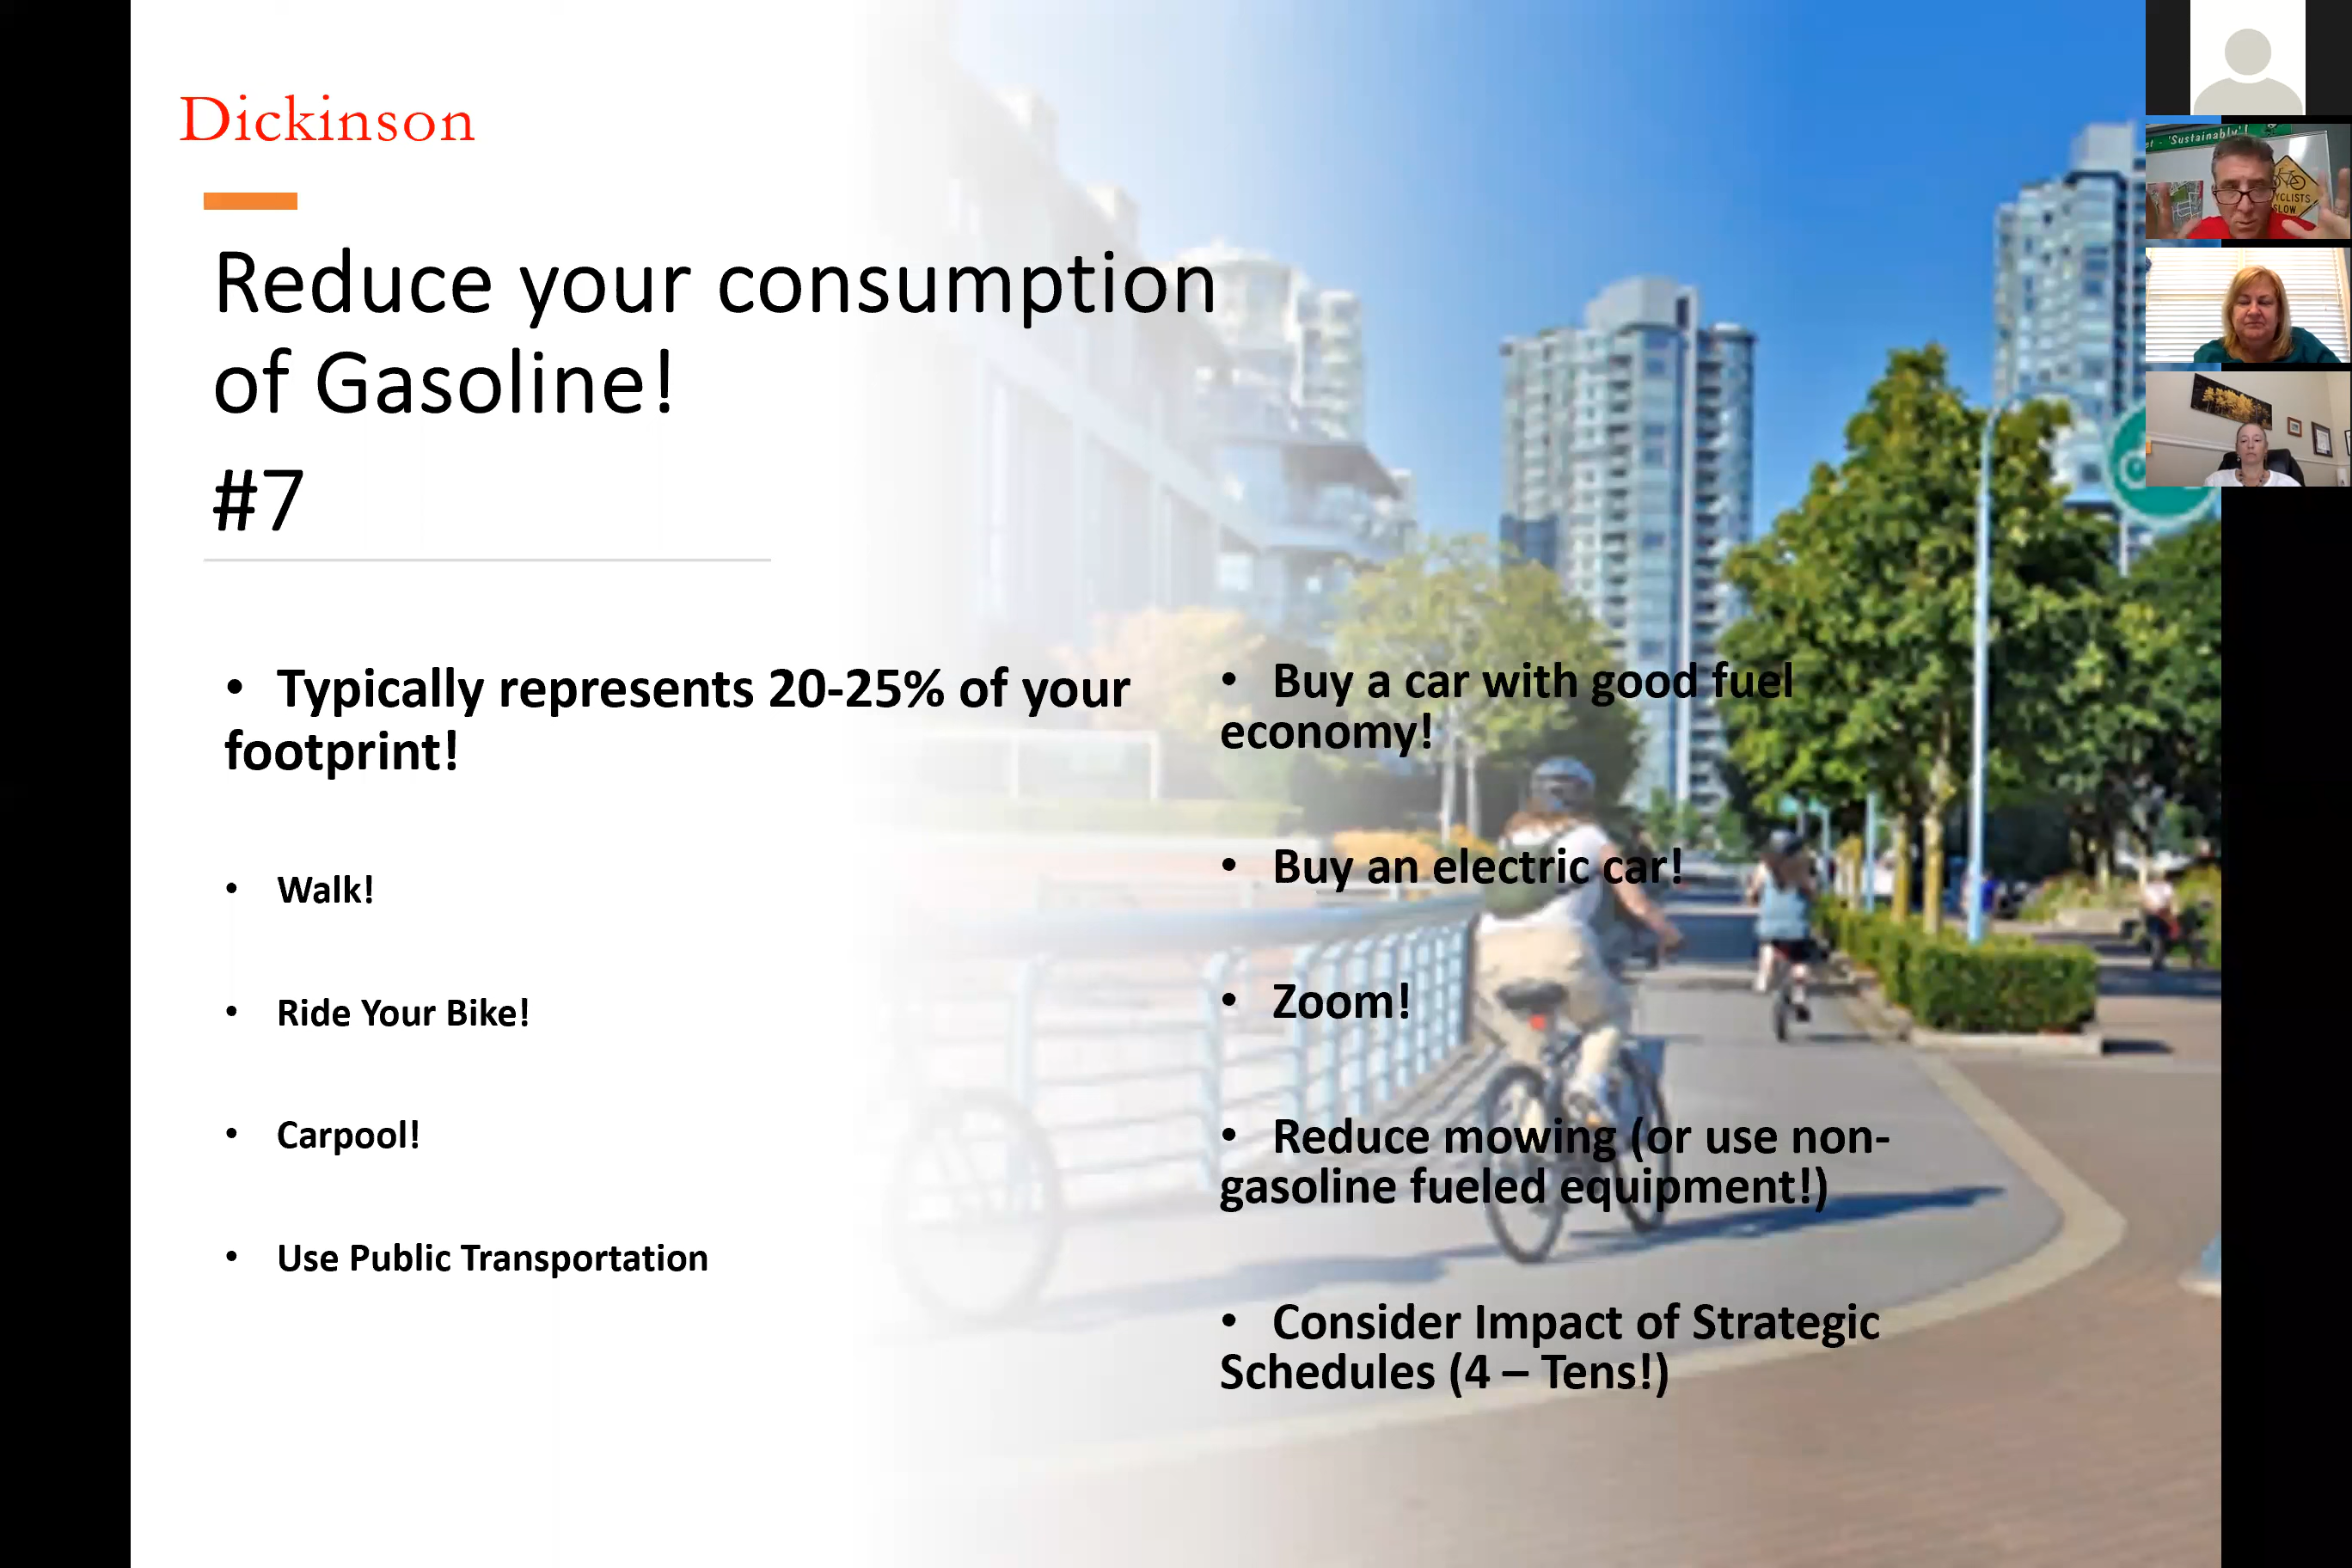 Dickinson
Reduce your consumption
of Gasoline!
#7
• Typically represents 20-25% of your
footprint!
• Walk!
• Ride Your Bike!
• Carpool!
• Use Public Transportation
• Buy a car with good fuel
economy!
• Buy an electric car!
• Zoom!
• Reduce mowing (or use non-
gasoline fueled equipment!)
• Consider Impact of Strategic
Schedules (4 – Tens!)
'Sustainably'!
SLOW